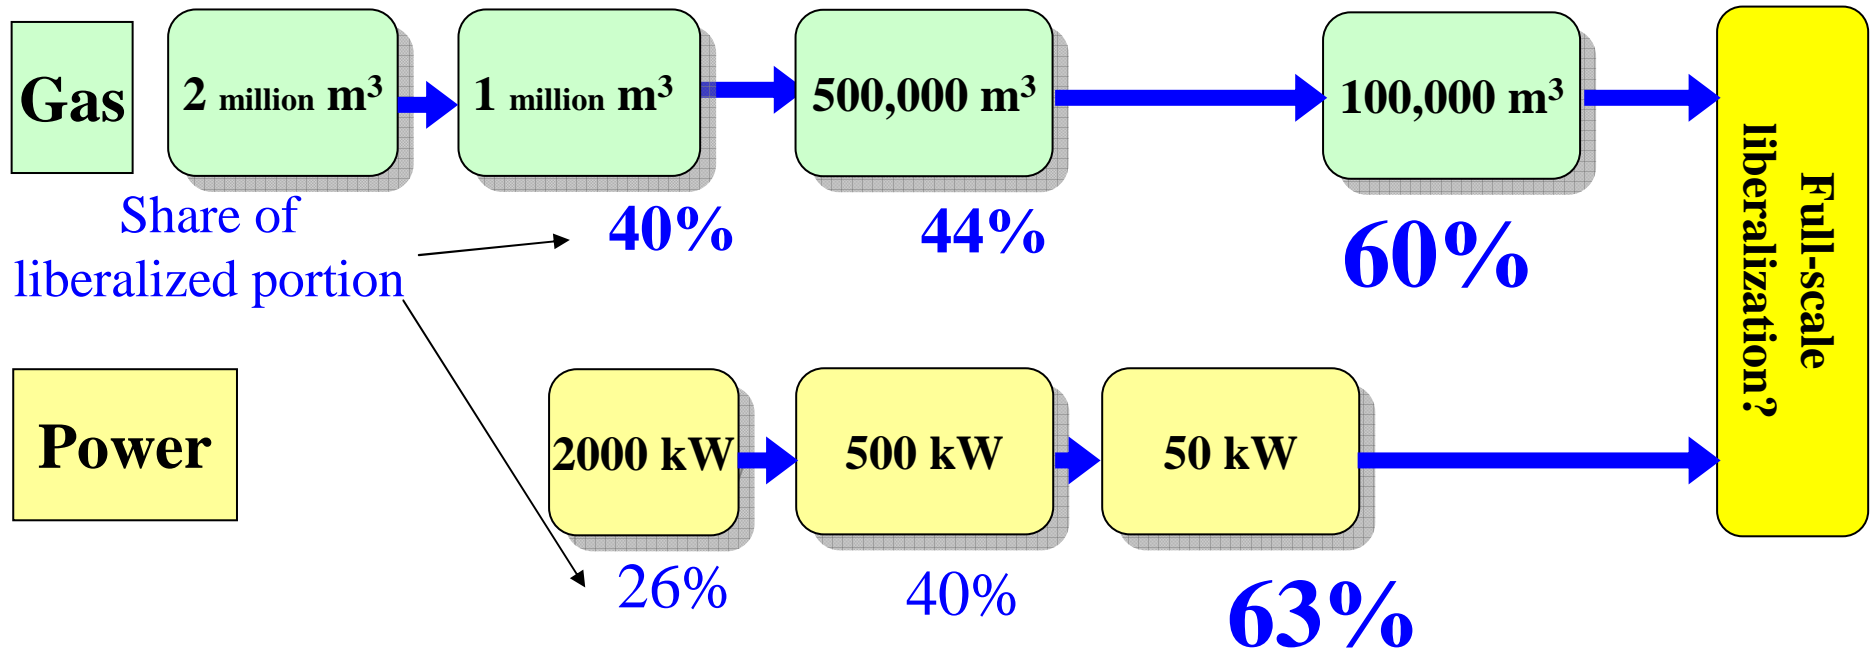 Gas
2 million m³
1 million m³
500,000 m³
100,000 m³
Share of
liberalized portion
40%
44%
60%
Full-scale
liberalization?
Power
2000 kW
500 kW
50 kW
26%
40%
63%